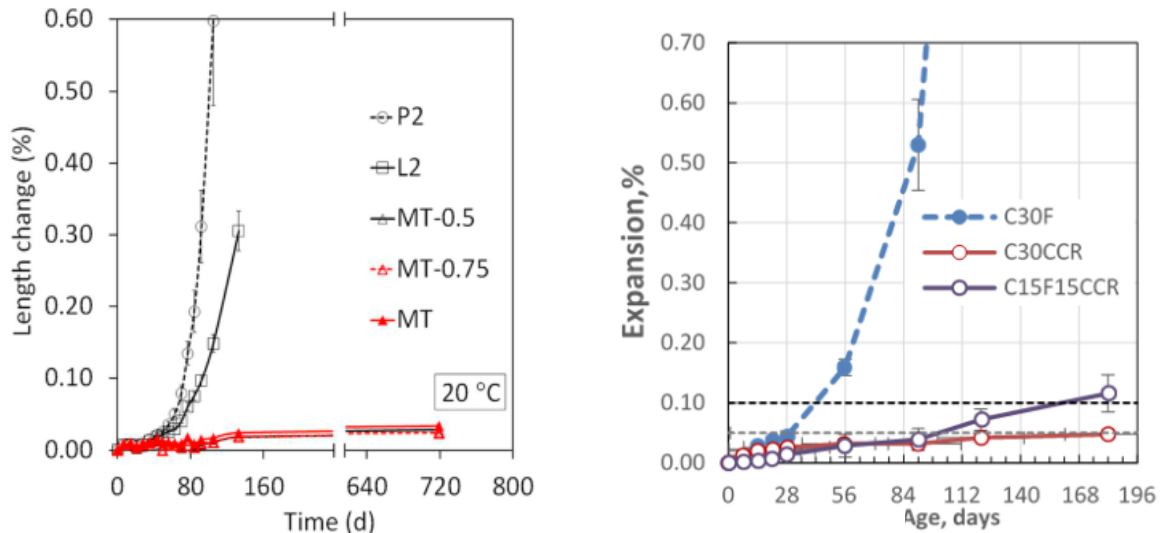 0.60
0.50
0.40
0.30
0.20
0.10
0.00
Length change (%)
P2
L2
MT-0.5
MT-0.75
MT
20 °C
0 80 160 640 720 800
Time (d)
0.70
0.60
0.50
0.40
0.30
0.20
0.10
0.00
Expansion,%
C30F
C30CCR
C15F15CCR
0 28 56 84 112 140 168 196
Age, days